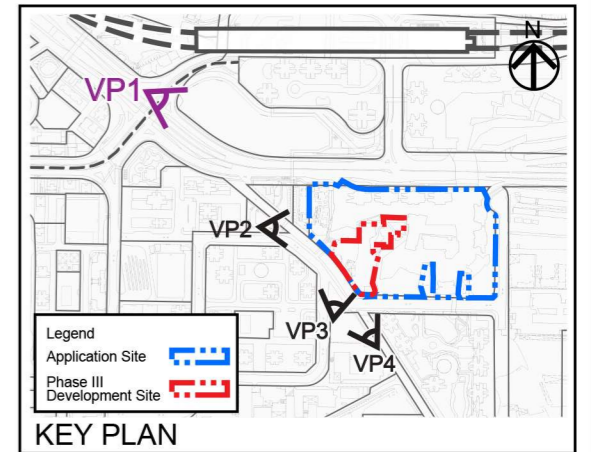 N
VP1
VP2
VP3
VP4
Legend
Application Site
Phase III
Development Site
KEY PLAN